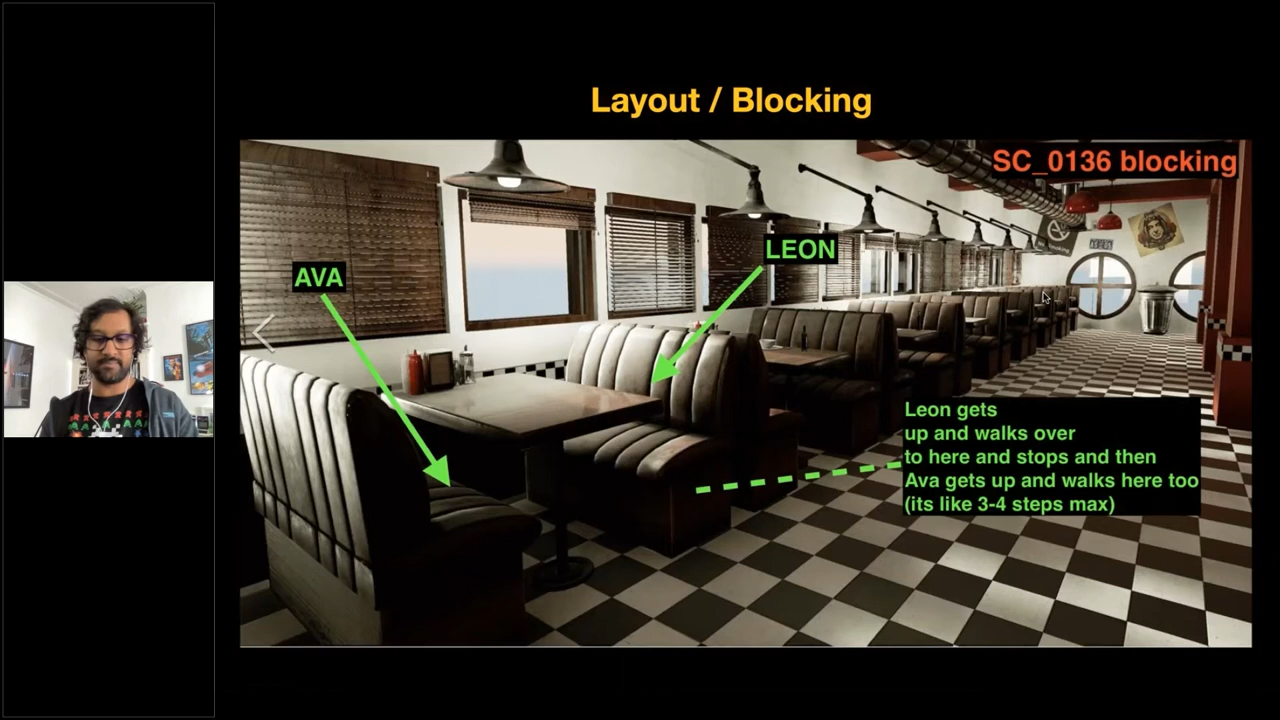 Layout / Blocking
SC_0136 blocking
LEON
AVA
Leon gets
up and walks over
to here and stops and then
Ava gets up and walks here too
(its like 3-4 steps max)